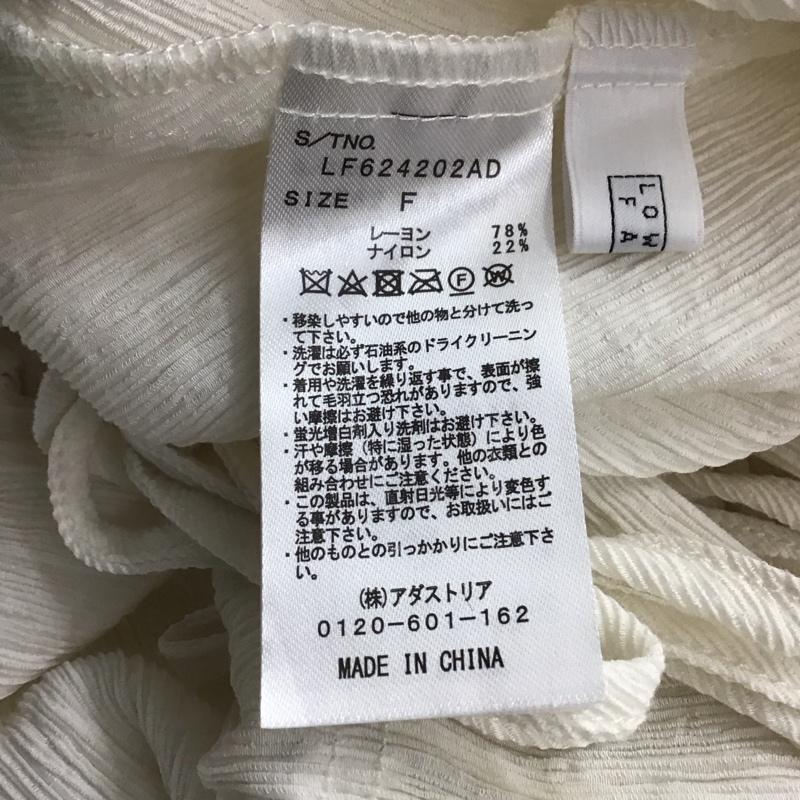 S/TNO.
LF624202AD
SIZE F
レーヨン 78%
ナイロン 22%
F W
・移染しやすいので他の物と分けて洗っ
て下さい。
・洗濯は必ず石油系のドライクリーニン
グでお願いします。
・着用や洗濯を繰り返す事で、表面が擦
れて毛羽立つ恐れがありますので、強
い摩擦はお避け下さい。
・蛍光増白剤入り洗剤はお避け下さい。
・汗や摩擦（特に湿った状態）により色
が移る場合があります。他の衣類との
組み合わせにご注意ください。
・この製品は、直射日光等により変色す
る事がありますので、お取扱いにはご
注意下さい。
・他のものとの引っかかりにご注意下さ
い。
(株)アダストリア
0120-601-162
MADE IN CHINA
LOW
FA